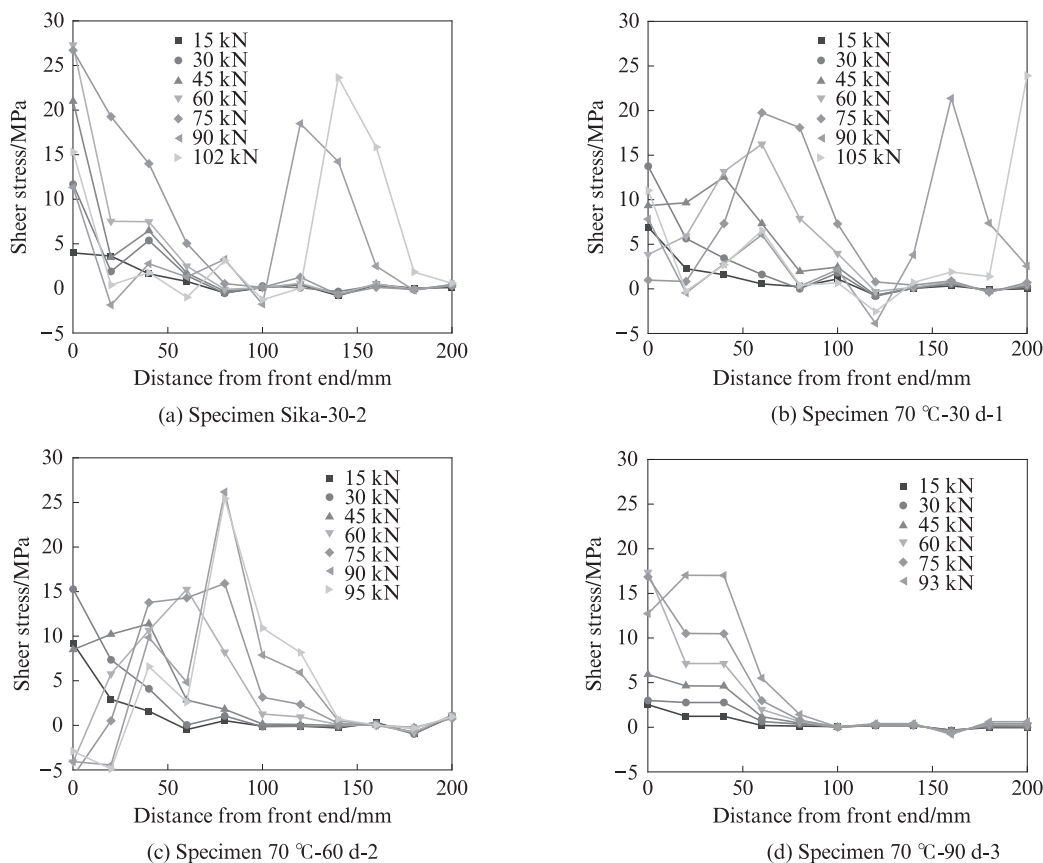 30
25
20
15
10
5
0
−5
Sheer stress/MPa
15 kN
30 kN
45 kN
60 kN
75 kN
90 kN
102 kN
0 50 100 150 200
Distance from front end/mm
(a) Specimen Sika-30-2
30
25
20
15
10
5
0
−5
Sheer stress/MPa
15 kN
30 kN
45 kN
60 kN
75 kN
90 kN
105 kN
0 50 100 150 200
Distance from front end/mm
(b) Specimen 70 ℃-30 d-1
30
25
20
15
10
5
0
−5
Sheer stress/MPa
15 kN
30 kN
45 kN
60 kN
75 kN
90 kN
95 kN
0 50 100 150 200
Distance from front end/mm
(c) Specimen 70 ℃-60 d-2
30
25
20
15
10
5
0
−5
Sheer stress/MPa
15 kN
30 kN
45 kN
60 kN
75 kN
93 kN
0 50 100 150 200
Distance from front end/mm
(d) Specimen 70 ℃-90 d-3